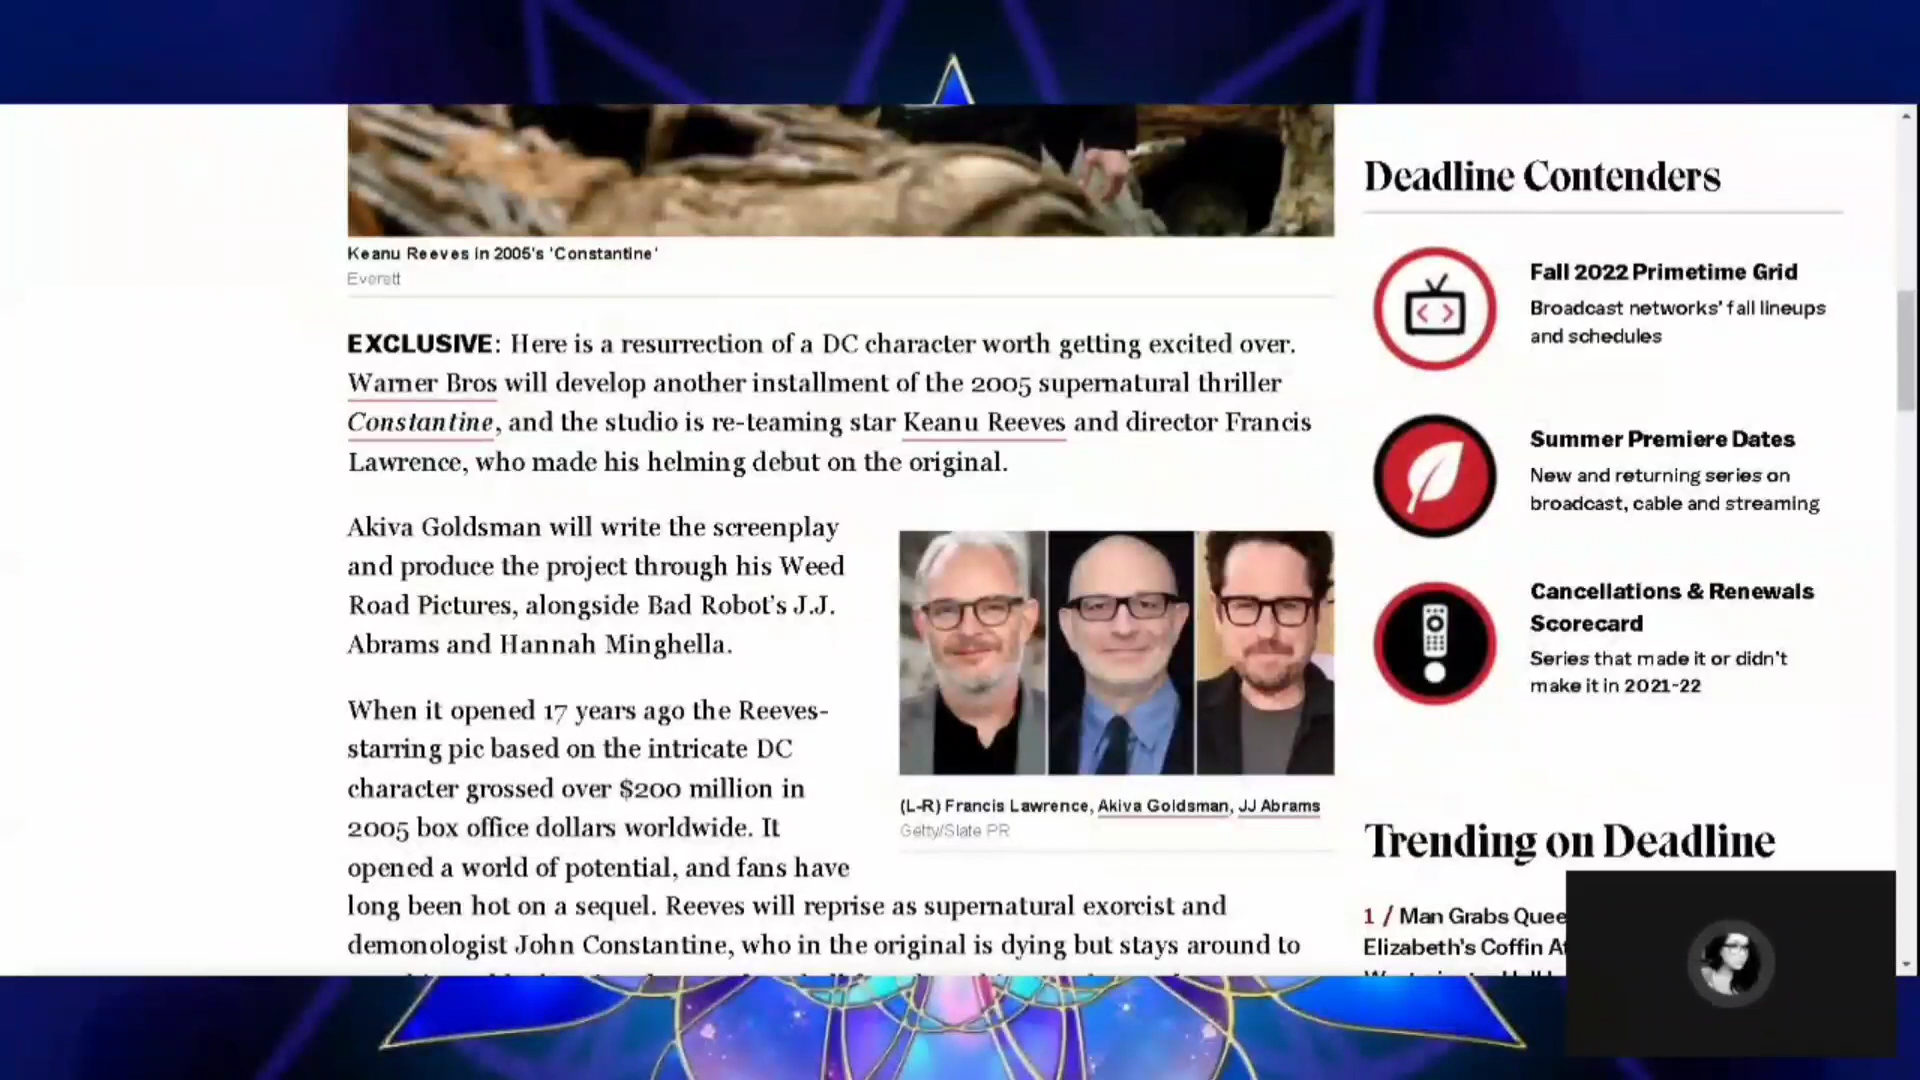 Keanu Reeves in 2005's 'Constantine'
Everett
EXCLUSIVE: Here is a resurrection of a DC character worth getting excited over.
Warner Bros will develop another installment of the 2005 supernatural thriller
Constantine, and the studio is re-teaming star Keanu Reeves and director Francis
Lawrence, who made his helming debut on the original.
Akiva Goldsman will write the screenplay
and produce the project through his Weed
Road Pictures, alongside Bad Robot's J.J.
Abrams and Hannah Minghella.
When it opened 17 years ago the Reeves-
starring pic based on the intricate DC
character grossed over $200 million in
2005 box office dollars worldwide. It
opened a world of potential, and fans have
long been hot on a sequel. Reeves will reprise as supernatural exorcist and
demonologist John Constantine, who in the original is dying but stays around to
(L-R) Francis Lawrence, Akiva Goldsman, JJ Abrams
Getty/Slate PR
Deadline Contenders
Fall 2022 Primetime Grid
Broadcast networks' fall lineups
and schedules
Summer Premiere Dates
New and returning series on
broadcast, cable and streaming
Cancellations & Renewals
Scorecard
Series that made it or didn't
make it in 2021-22
Trending on Deadline
1 / Man Grabs Quee
Elizabeth's Coffin At